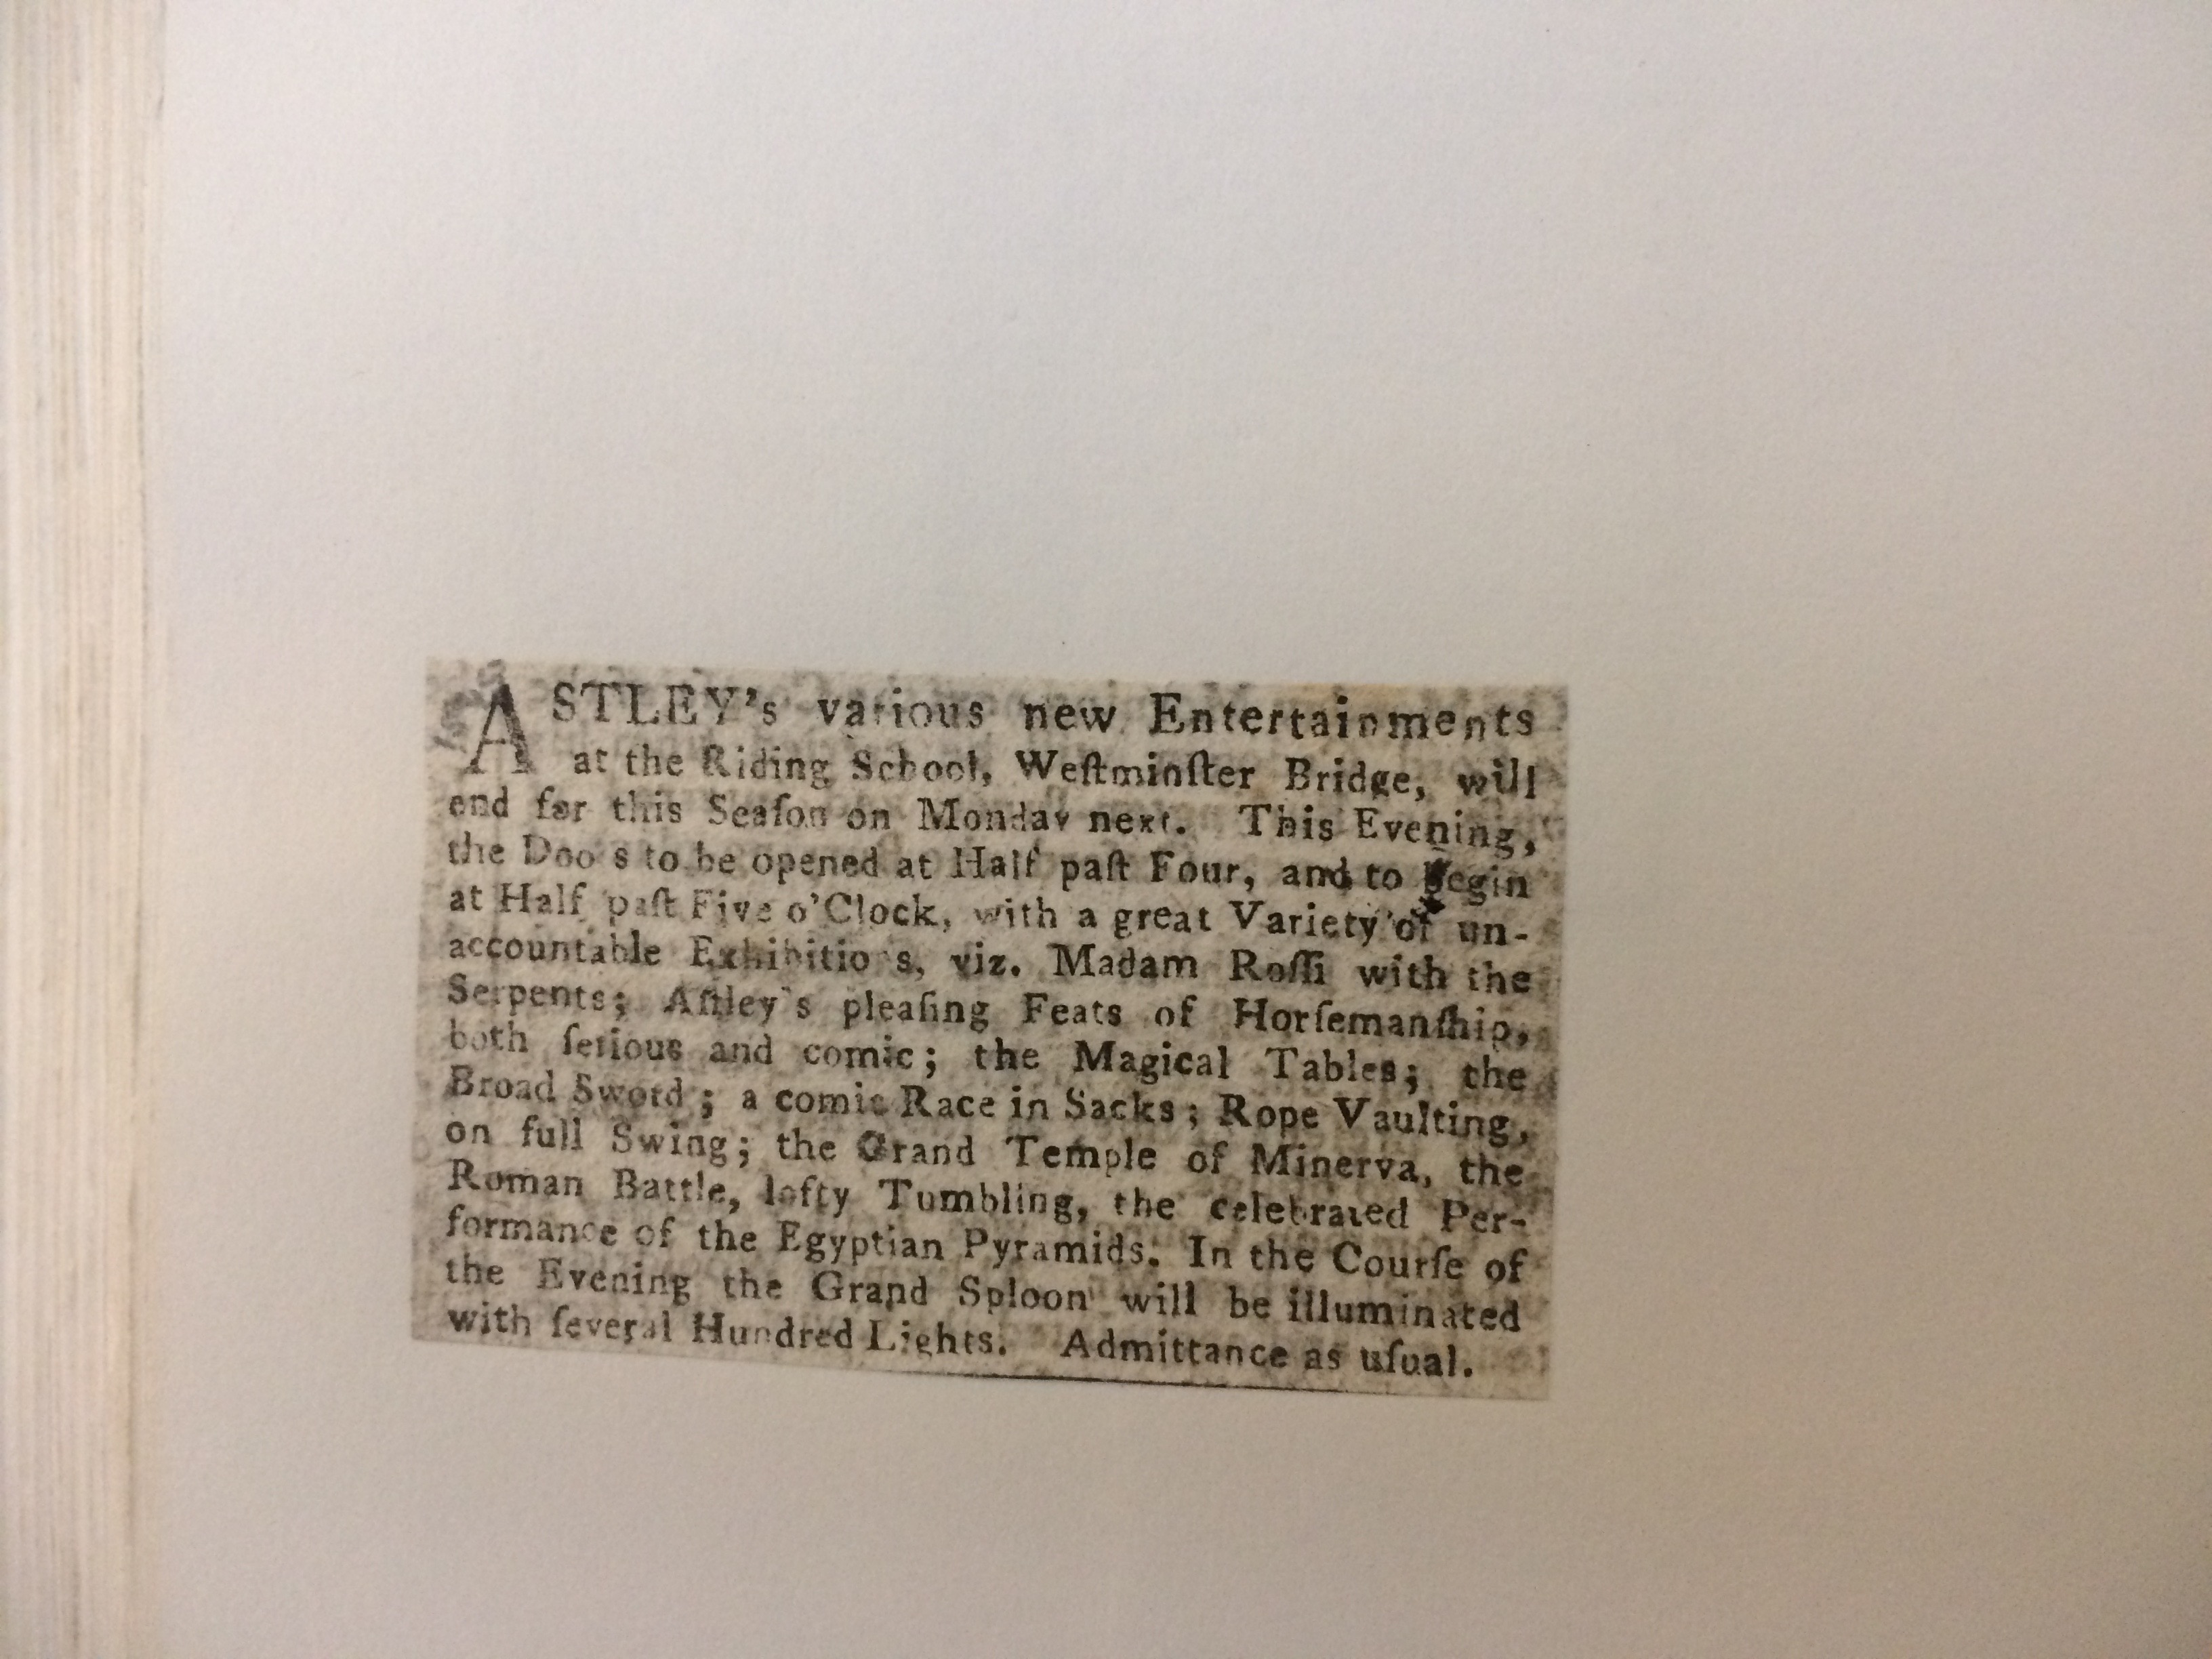 ASTLEY's various new Entertainments
at the Riding School, Weſtminſter Bridge, will
end for this Seaſon on Monday next. This Evening,
the Doo s to be opened at Half paſt Four, and to Begin
at Half paſt Five o'Clock, with a great Variety of un-
accountable Exhibitio s, viz. Madam Roſſi with the
Serpents; Aſtley's pleaſing Feats of Horſemanſhip,
both ſerious and comic; the Magical Tables; the
Broad Sword; a comic Race in Sacks; Rope Vaulting,
on full Swing; the Grand Temple of Minerva, the
Roman Battle, lofty Tumbling, the celebrated Per-
formance of the Egyptian Pyramids. In the Courſe of
the Evening the Grand Sploon will be illuminated
with ſeveral Hundred Lights. Admittance as uſual.